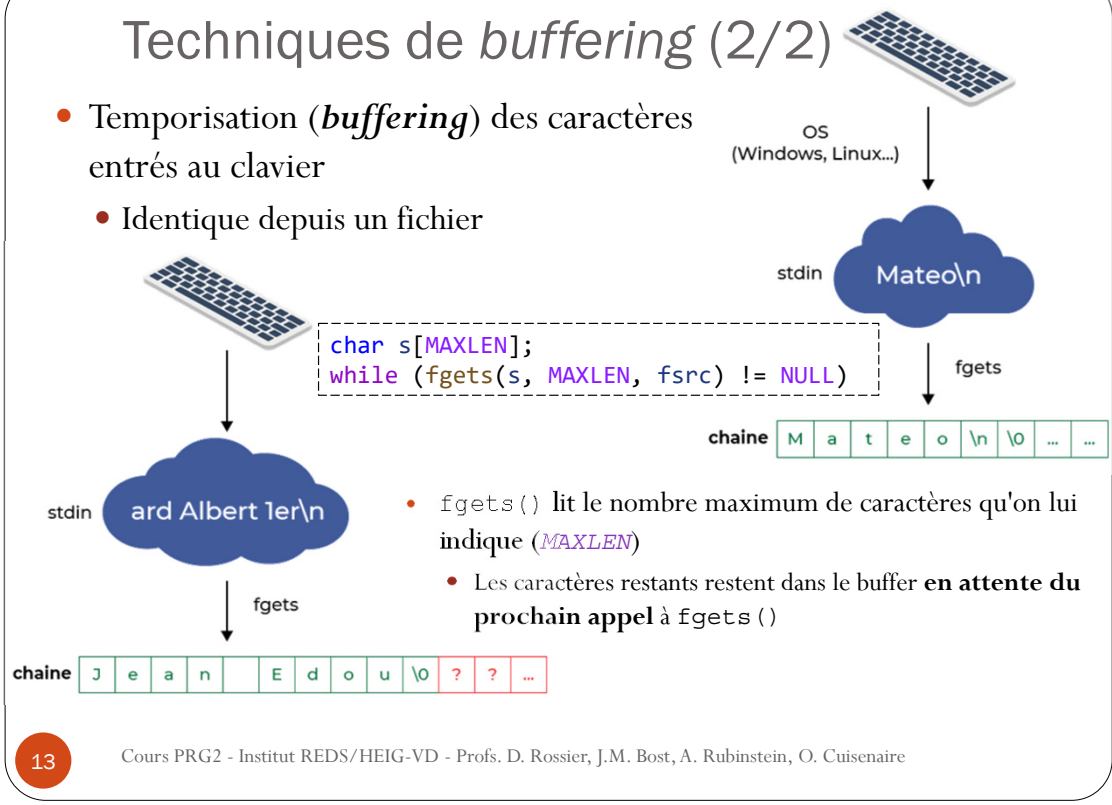 Techniques de buffering (2/2)
• Temporisation (buffering) des caractères
entrés au clavier
• Identique depuis un fichier
OS
(Windows, Linux...)
stdin
Mateo\n
fgets
chaine M a t e o \n \0 ... ...
char s[MAXLEN];
while (fgets(s, MAXLEN, fsrc) != NULL)
stdin
ard Albert 1er\n
fgets
chaine J e a n E d o u \0 ? ? ...
• fgets() lit le nombre maximum de caractères qu'on lui
indique (MAXLEN)
• Les caractères restants restent dans le buffer en attente du
prochain appel à fgets()
13
Cours PRG2 - Institut REDS/HEIG-VD - Profs. D. Rossier, J.M. Bost, A. Rubinstein, O. Cuisenaire